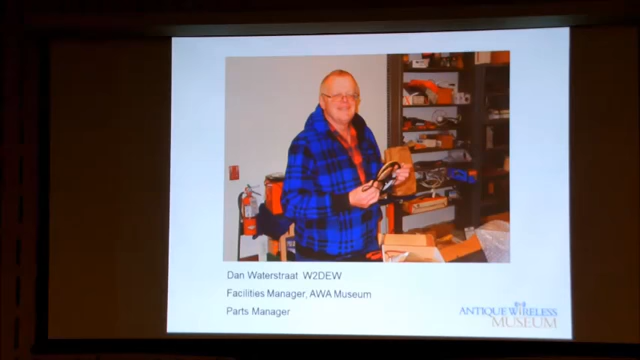 Dan Waterstraat W2DEW
Facilities Manager, AWA Museum
Parts Manager
ANTIQUE WIRELESS
MUSEUM